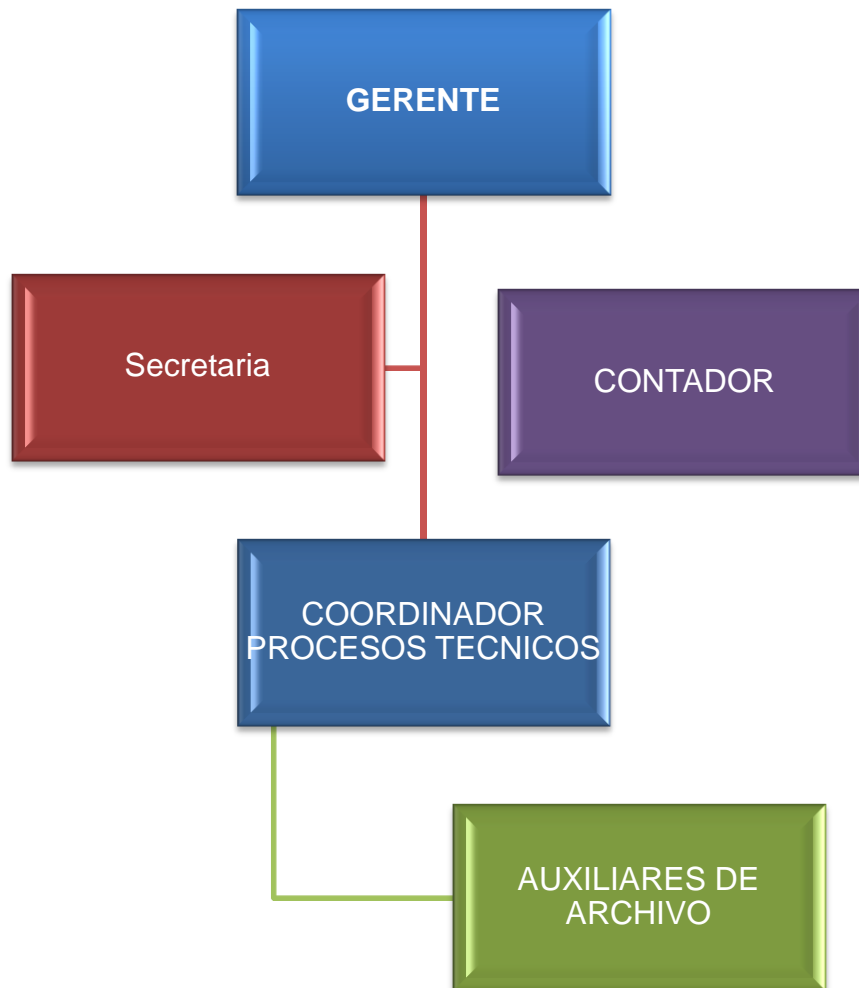 GERENTE
Secretaria
CONTADOR
COORDINADOR
PROCESOS TECNICOS
AUXILIARES DE
ARCHIVO